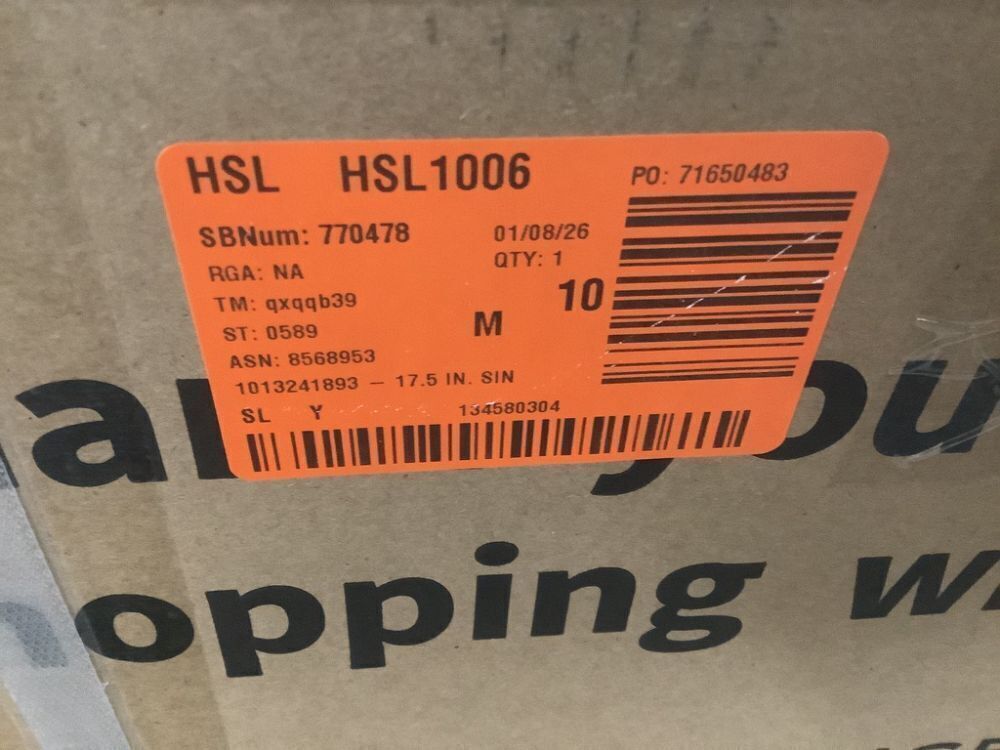 HSL HSL1006 PO: 71650483
SBNum: 770478 01/08/26
RGA: NA QTY: 1
TM: qxqqb39 10
ST: 0589 M
ASN: 8568953
1013241893 – 17.5 IN. SIN
SL Y 134580304
you
opping